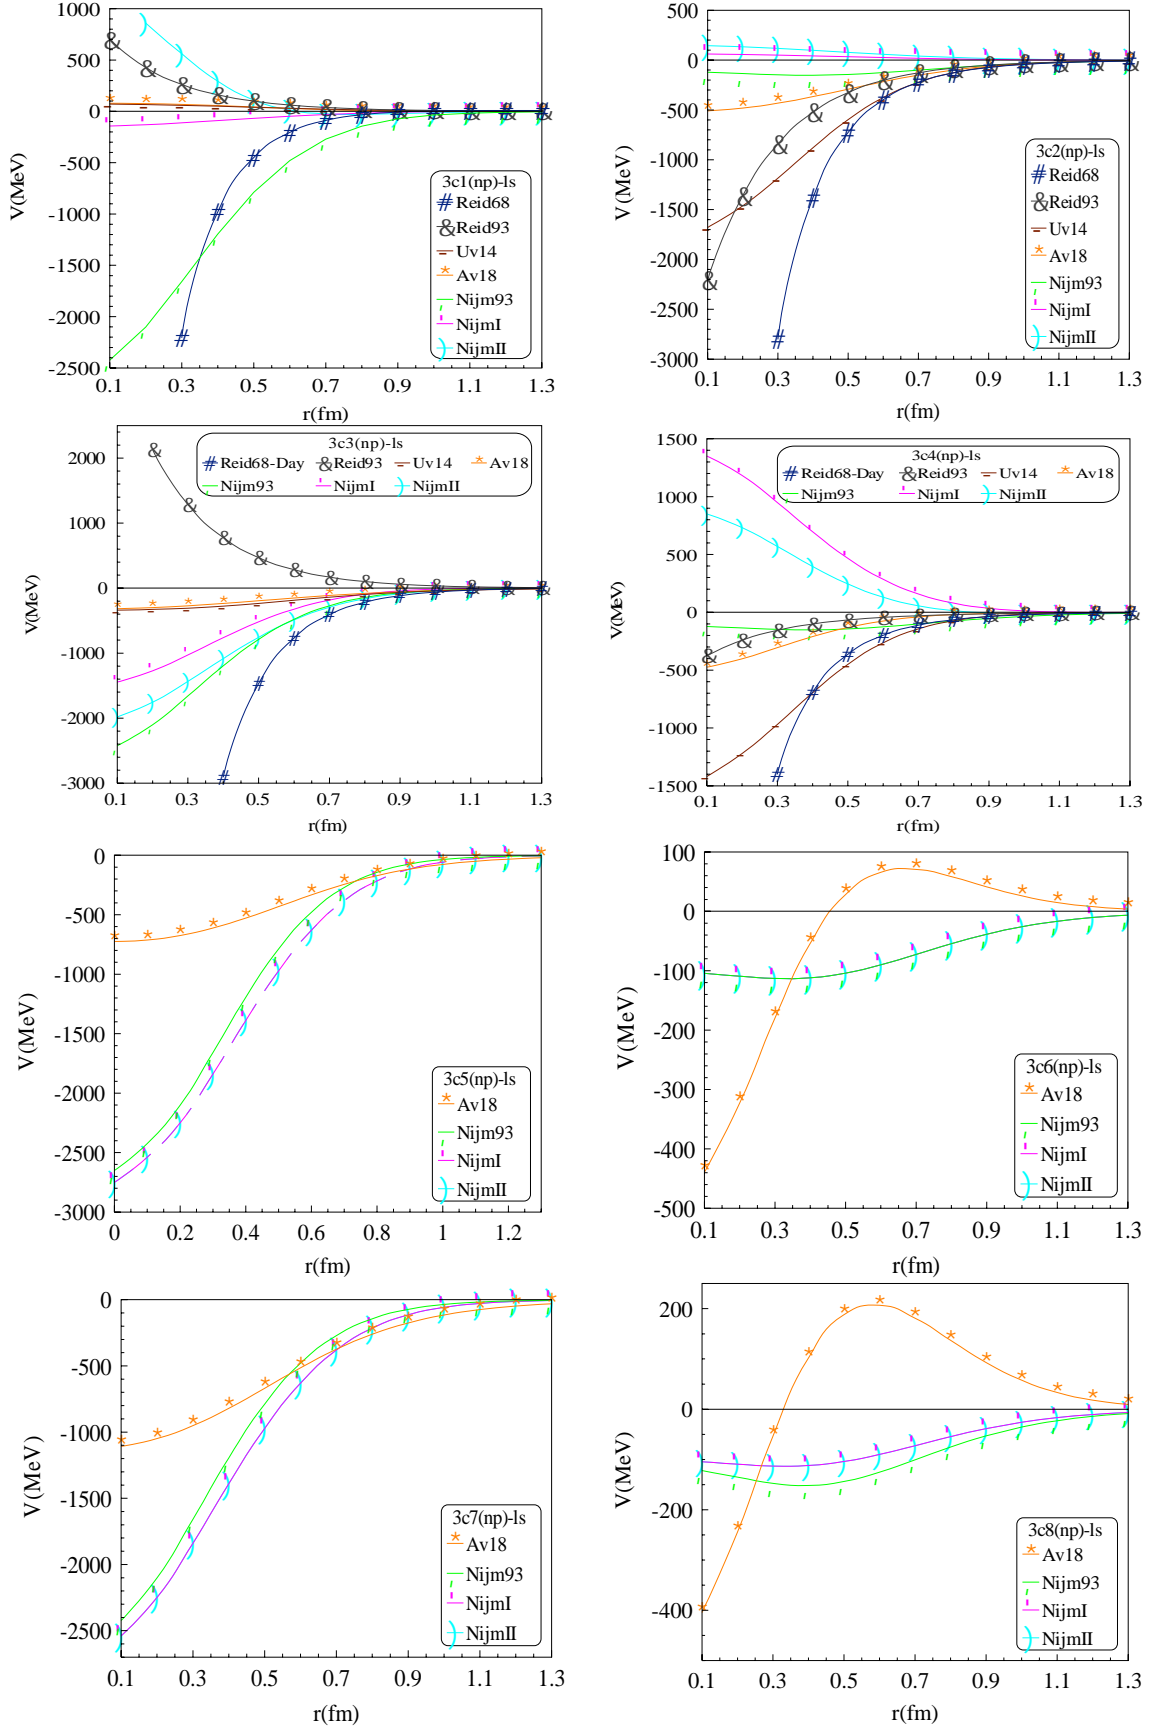 1000
500
0
-500
-1000
-1500
-2000
-2500
V(MeV)
0.1 0.3 0.5 0.7 0.9 1.1 1.3
r(fm)
3c1(np)-ls
Reid68
Reid93
Uv14
Av18
Nijm93
NijmI
NijmII
500
0
-500
-1000
-1500
-2000
-2500
-3000
V(MeV)
0.1 0.3 0.5 0.7 0.9 1.1 1.3
r(fm)
3c2(np)-ls
Reid68
Reid93
Uv14
Av18
Nijm93
NijmI
NijmII
2000
1000
0
-1000
-2000
-3000
V(MeV)
0.1 0.3 0.5 0.7 0.9 1.1 1.3
r(fm)
3c3(np)-ls
Reid68-Day Reid93 Uv14 Av18
Nijm93 NijmI NijmII
1500
1000
500
0
-500
-1000
-1500
V(MeV)
0.1 0.3 0.5 0.7 0.9 1.1 1.3
r(fm)
3c4(np)-ls
Reid68-Day Reid93 Uv14 Av18
Nijm93 NijmI NijmII
0
-500
-1000
-1500
-2000
-2500
-3000
V(MeV)
0 0.2 0.4 0.6 0.8 1 1.2
r(fm)
3c5(np)-ls
Av18
Nijm93
NijmI
NijmII
100
0
-100
-200
-300
-400
-500
V(MeV)
0.1 0.3 0.5 0.7 0.9 1.1 1.3
r(fm)
3c6(np)-ls
Av18
Nijm93
NijmI
NijmII
0
-500
-1000
-1500
-2000
-2500
V(MeV)
0.1 0.3 0.5 0.7 0.9 1.1 1.3
r(fm)
3c7(np)-ls
Av18
Nijm93
NijmI
NijmII
200
0
-200
-400
V(MeV)
0.1 0.3 0.5 0.7 0.9 1.1 1.3
r(fm)
3c8(np)-ls
Av18
Nijm93
NijmI
NijmII